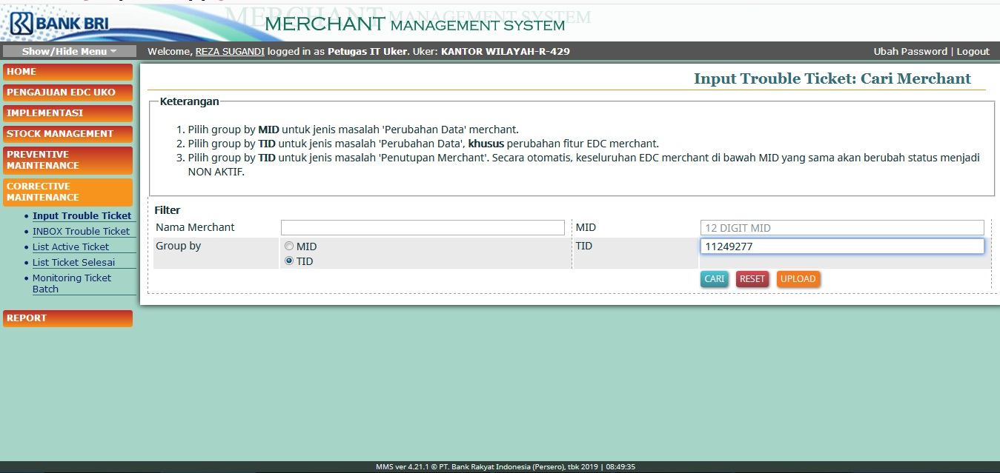 BANK BRI
MERCHANT MANAGEMENT SYSTEM
MERCHANT MANAGEMENT SYSTEM
Show/Hide Menu
Welcome, REZA SUGANDI logged in as Petugas IT Uker. Uker: KANTOR WILAYAH-R-429
Ubah Password | Logout
HOME
PENGAJUAN EDC UKO
IMPLEMENTASI
STOCK MANAGEMENT
PREVENTIVE
MAINTENANCE
CORRECTIVE
MAINTENANCE
• Input Trouble Ticket
• INBOX Trouble Ticket
• List Active Ticket
• List Ticket Selesai
• Monitoring Ticket
Batch
REPORT
Input Trouble Ticket: Cari Merchant
Keterangan
1. Pilih group by MID untuk jenis masalah 'Perubahan Data' merchant.
2. Pilih group by TID untuk jenis masalah 'Perubahan Data', khusus perubahan fitur EDC merchant.
3. Pilih group by TID untuk jenis masalah 'Penutupan Merchant'. Secara otomatis, keseluruhan EDC merchant di bawah MID yang sama akan berubah status menjadi
NON AKTIF.
Filter
Nama Merchant
MID
12 DIGIT MID
Group by
MID
TID
TID
11249277
CARI
RESET
UPLOAD
MMS ver 4.21.1 © PT. Bank Rakyat Indonesia (Persero), tbk 2019 | 08:49:35